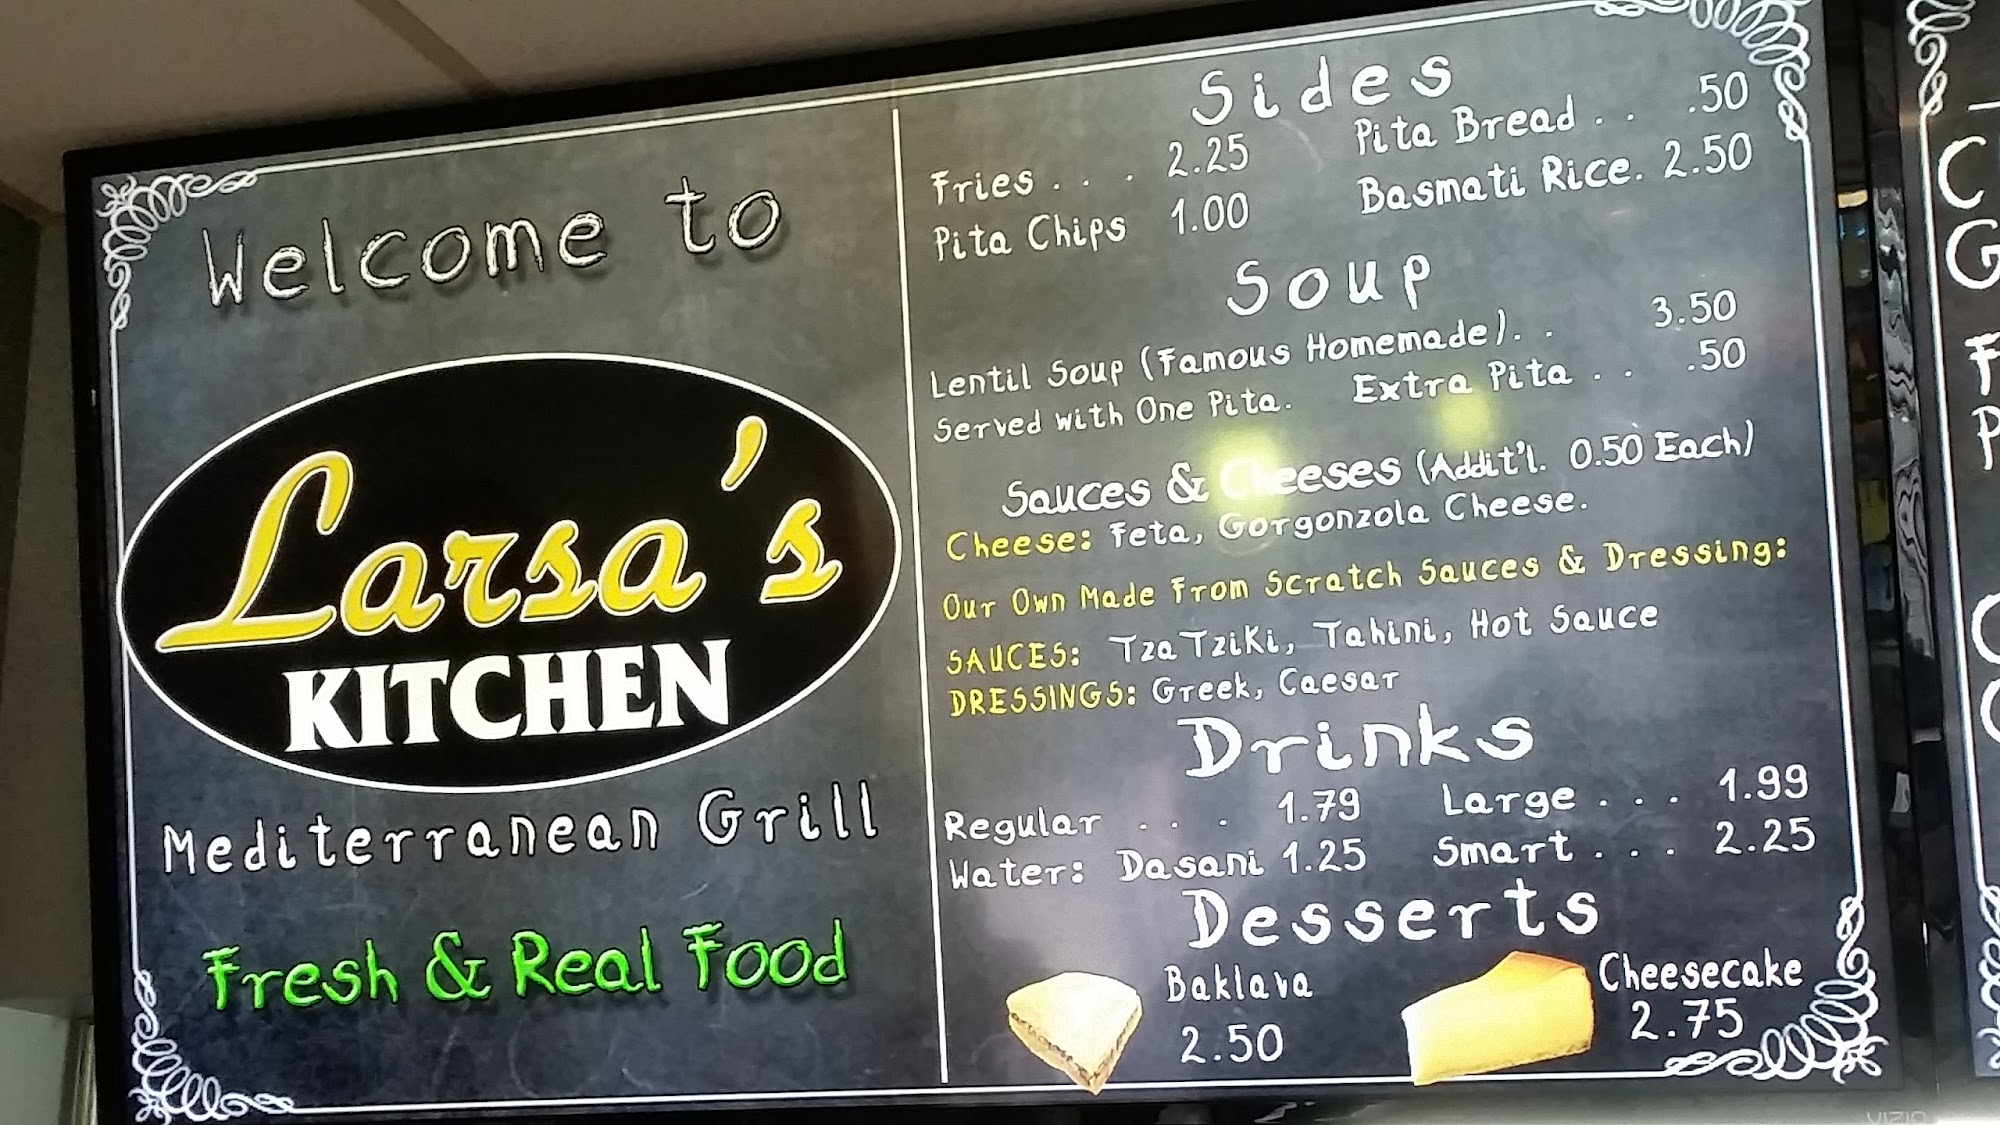 Welcome to
Larsa's
KITCHEN
Mediterranean Grill
Fresh & Real Food
Sides
Fries . . . 2.25 Pita Bread . . .50
Pita Chips 1.00 Basmati Rice. 2.50
Soup
Lentil Soup (Famous Homemade). . 3.50
Served with One Pita. Extra Pita . . .50
Sauces & Cheeses (Addit'l. 0.50 Each)
Cheese: Feta, Gorgonzola Cheese.
Our Own Made From Scratch Sauces & Dressing:
SAUCES: TzaTziKi, Tahini, Hot Sauce
DRESSINGS: Greek, Caesar
Drinks
Regular . . . 1.79 Large . . . 1.99
Water: Dasani 1.25 Smart . . . 2.25
Desserts
Baklava
2.50
Cheesecake
2.75
VIZIO